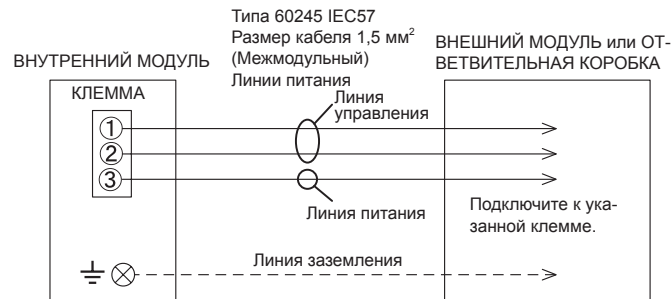 Типа 60245 IEC57
Размер кабеля 1,5 мм²
(Межмодульный)
Линии питания
ВНУТРЕННИЙ МОДУЛЬ
ВНЕШНИЙ МОДУЛЬ или ОТ-
ВЕТВИТЕЛЬНАЯ КОРОБКА
КЛЕММА
Линия
управления
①
②
③
Линия питания
Подключите к ука-
занной клемме.
Линия заземления